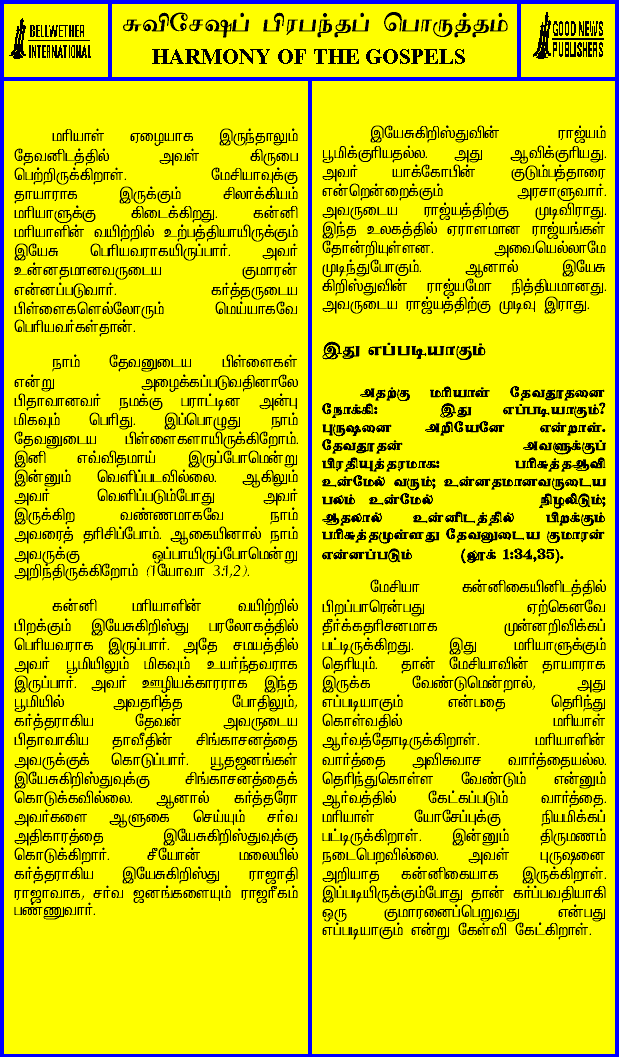 BELLWETHER
INTERNATIONAL
சுவிசேஷப் பிரபந்தப் பொருத்தம்
HARMONY OF THE GOSPELS
GOOD NEWS
PUBLISHERS
மரியாள் ஏழையாக இருந்தாலும்
தேவனிடத்தில் அவள் கிருபை
பெற்றிருக்கிறாள். மேசியாவுக்கு
தாயாராக இருக்கும் சிலாக்கியம்
மரியாளுக்கு கிடைக்கிறது. கன்னி
மரியாளின் வயிற்றில் உற்பத்தியாயிருக்கும்
இயேசு பெரியவராகயிருப்பார். அவர்
உன்னதமானவருடைய குமாரன்
என்னப்படுவார். கர்த்தருடைய
பிள்ளைகளெல்லோரும் மெய்யாகவே
பெரியவர்கள்தான்.
நாம் தேவனுடைய பிள்ளைகள்
என்று அழைக்கப்படுவதினாலே
பிதாவானவர் நமக்கு பாராட்டின அன்பு
மிகவும் பெரிது. இப்பொழுது நாம்
தேவனுடைய பிள்ளைகளாயிருக்கிறோம்.
இனி எவ்விதமாய் இருப்போமென்று
இன்னும் வெளிப்படவில்லை. ஆகிலும்
அவர் வெளிப்படும்போது அவர்
இருக்கிற வண்ணமாகவே நாம்
அவரைத் தரிசிப்போம். ஆகையினால் நாம்
அவருக்கு ஒப்பாயிருப்போமென்று
அறிந்திருக்கிறோம் (1யோவா 3:1,2).
கன்னி மரியாளின் வயிற்றில்
பிறக்கும் இயேசுகிறிஸ்து பரலோகத்தில்
பெரியவராக இருப்பார். அதே சமயத்தில்
அவர் பூமியிலும் மிகவும் உயர்ந்தவராக
இருப்பார். அவர் ஊழியக்காரராக இந்த
பூமியில் அவதரித்த போதிலும்,
கர்த்தராகிய தேவன் அவருடைய
பிதாவாகிய தாவீதின் சிங்காசனத்தை
அவருக்குக் கொடுப்பார். யூதஜனங்கள்
இயேசுகிறிஸ்துவுக்கு சிங்காசனத்தைக்
கொடுக்கவில்லை. ஆனால் கர்த்தரோ
அவர்களை ஆளுகை செய்யும் சர்வ
அதிகாரத்தை இயேசுகிறிஸ்துவுக்கு
கொடுக்கிறார். சீயோன் மலையில்
கர்த்தராகிய இயேசுகிறிஸ்து ராஜாதி
ராஜாவாக, சர்வ ஜனங்களையும் ராஜரீகம்
பண்ணுவார்.
இயேசுகிறிஸ்துவின் ராஜ்யம்
பூமிக்குரியதல்ல. அது ஆவிக்குரியது.
அவர் யாக்கோபின் குடும்பத்தாரை
என்றென்றைக்கும் அரசாளுவார்.
அவருடைய ராஜ்யத்திற்கு முடிவிராது.
இந்த உலகத்தில் ஏராளமான ராஜ்யங்கள்
தோன்றியுள்ளன. அவையெல்லாமே
முடிந்துபோகும். ஆனால் இயேசு
கிறிஸ்துவின் ராஜ்யமோ நித்தியமானது.
அவருடைய ராஜ்யத்திற்கு முடிவு இராது.
இது எப்படியாகும்
அதற்கு மரியாள் தேவதூதனை
நோக்கி: இது எப்படியாகும்?
புருஷனை அறியேனே என்றாள்.
தேவதூதன் அவளுக்குப்
பிரதியுத்தரமாக: பரிசுத்தஆவி
உன்மேல் வரும்; உன்னதமானவருடைய
பலம் உன்மேல் நிழலிடும்;
ஆதலால் உன்னிடத்தில் பிறக்கும்
பரிசுத்தமுள்ளது தேவனுடைய குமாரன்
என்னப்படும் (லூக் 1:34,35).
மேசியா கன்னிகையினிடத்தில்
பிறப்பாரென்பது ஏற்கெனவே
தீர்க்கதரிசனமாக முன்னறிவிக்கப்
பட்டிருக்கிறது. இது மரியாளுக்கும்
தெரியும். தான் மேசியாவின் தாயாராக
இருக்க வேண்டுமென்றால், அது
எப்படியாகும் என்பதை தெரிந்து
கொள்வதில் மரியாள்
ஆர்வத்தோடிருக்கிறாள். மரியாளின்
வார்த்தை அவிசுவாச வார்த்தையல்ல.
தெரிந்துகொள்ள வேண்டும் என்னும்
ஆர்வத்தில் கேட்கப்படும் வார்த்தை.
மரியாள் யோசேப்புக்கு நியமிக்கப்
பட்டிருக்கிறாள். இன்னும் திருமணம்
நடைபெறவில்லை. அவள் புருஷனை
அறியாத கன்னிகையாக இருக்கிறாள்.
இப்படியிருக்கும்போது தான் கர்ப்பவதியாகி
ஒரு குமாரனைப்பெறுவது என்பது
எப்படியாகும் என்று கேள்வி கேட்கிறாள்.